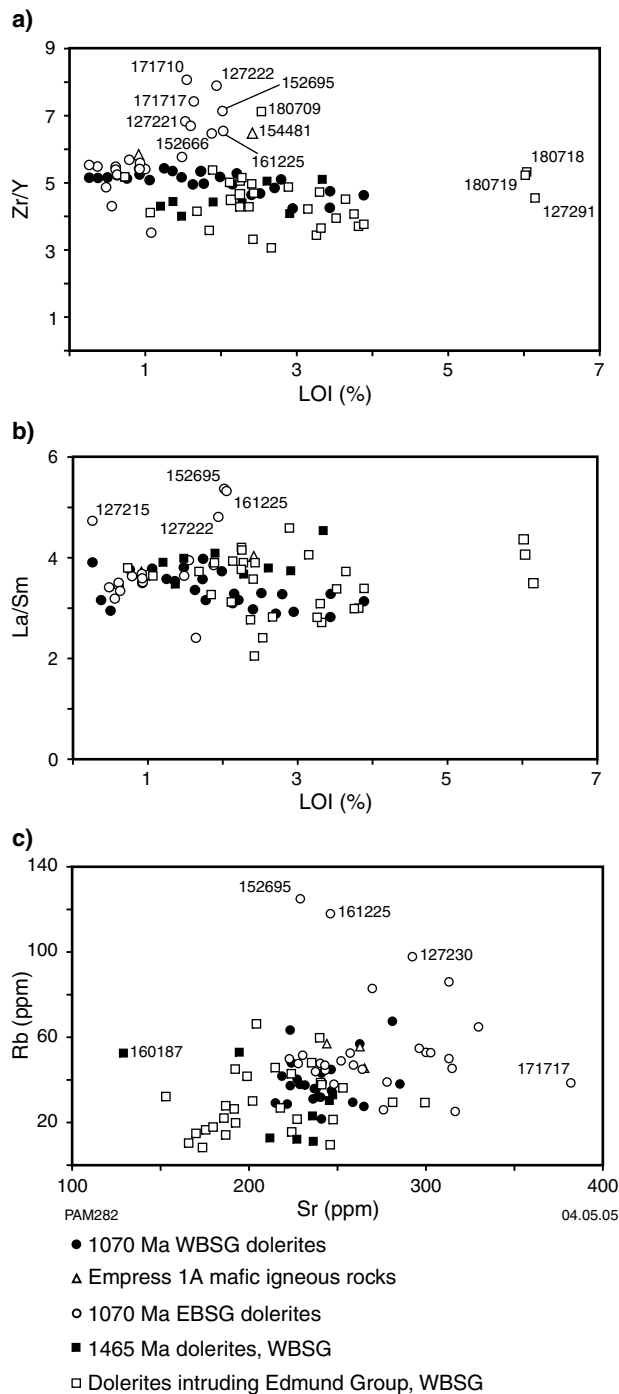 a)
9
7
5
3
1
Zr/Y
171710
127222
152695
171717
180709
127221
154481
152666
161225
180718
180719
127291
1 3 5 7
LOI (%)
b)
6
4
2
0
La/Sm
152695
127215
161225
127222
1 3 5 7
LOI (%)
c)
140
100
60
20
Rb (ppm)
152695
161225
127230
160187
171717
100 200 300 400
Sr (ppm)
PAM282 04.05.05
1070 Ma WBSG dolerites
Empress 1A mafic igneous rocks
1070 Ma EBSG dolerites
1465 Ma dolerites, WBSG
Dolerites intruding Edmund Group, WBSG